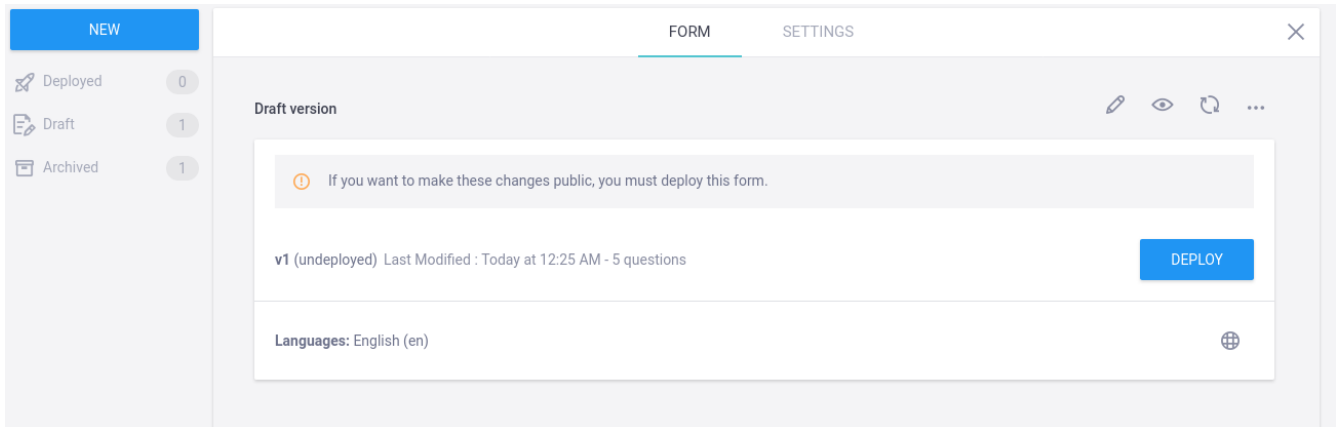 NEW
FORM
SETTINGS
Deployed 0
Draft 1
Archived 1
Draft version
If you want to make these changes public, you must deploy this form.
v1 (undeployed) Last Modified : Today at 12:25 AM - 5 questions
DEPLOY
Languages: English (en)